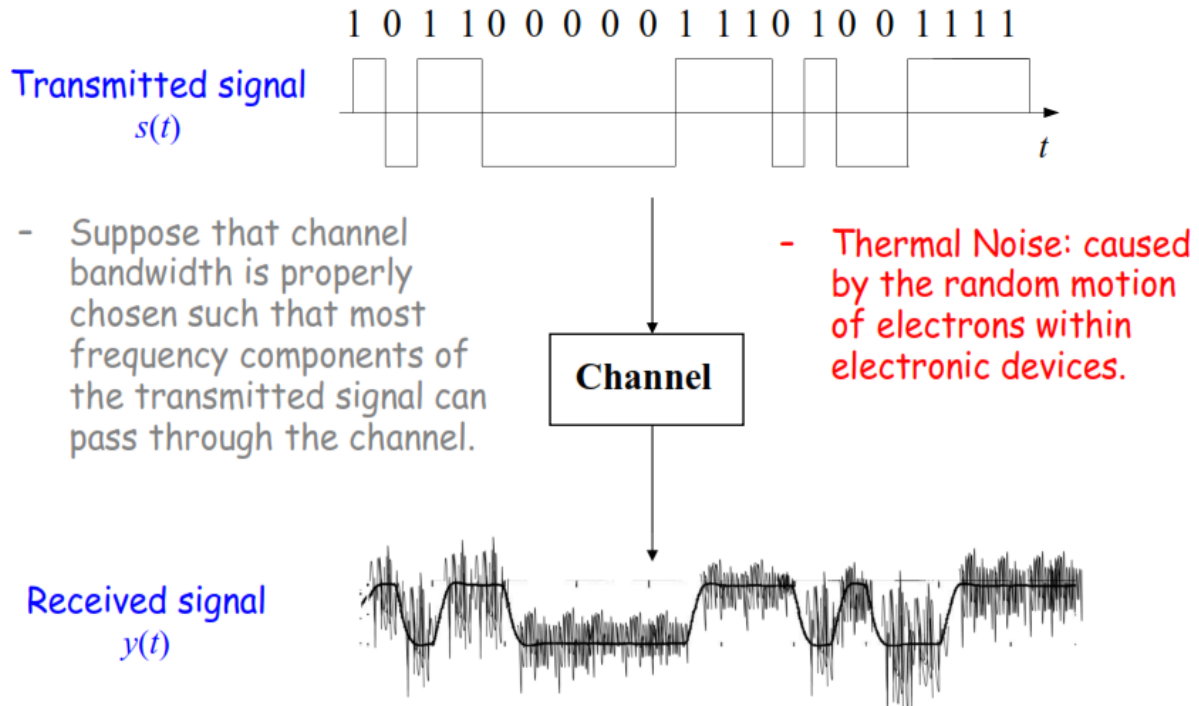 1 0 1 1 0 0 0 0 0 0 1 1 1 0 1 0 0 1 1 1 1
Transmitted signal
s(t)
t
- Suppose that channel
bandwidth is properly
chosen such that most
frequency components of
the transmitted signal can
pass through the channel.
- Thermal Noise: caused
by the random motion
of electrons within
electronic devices.
Channel
Received signal
y(t)